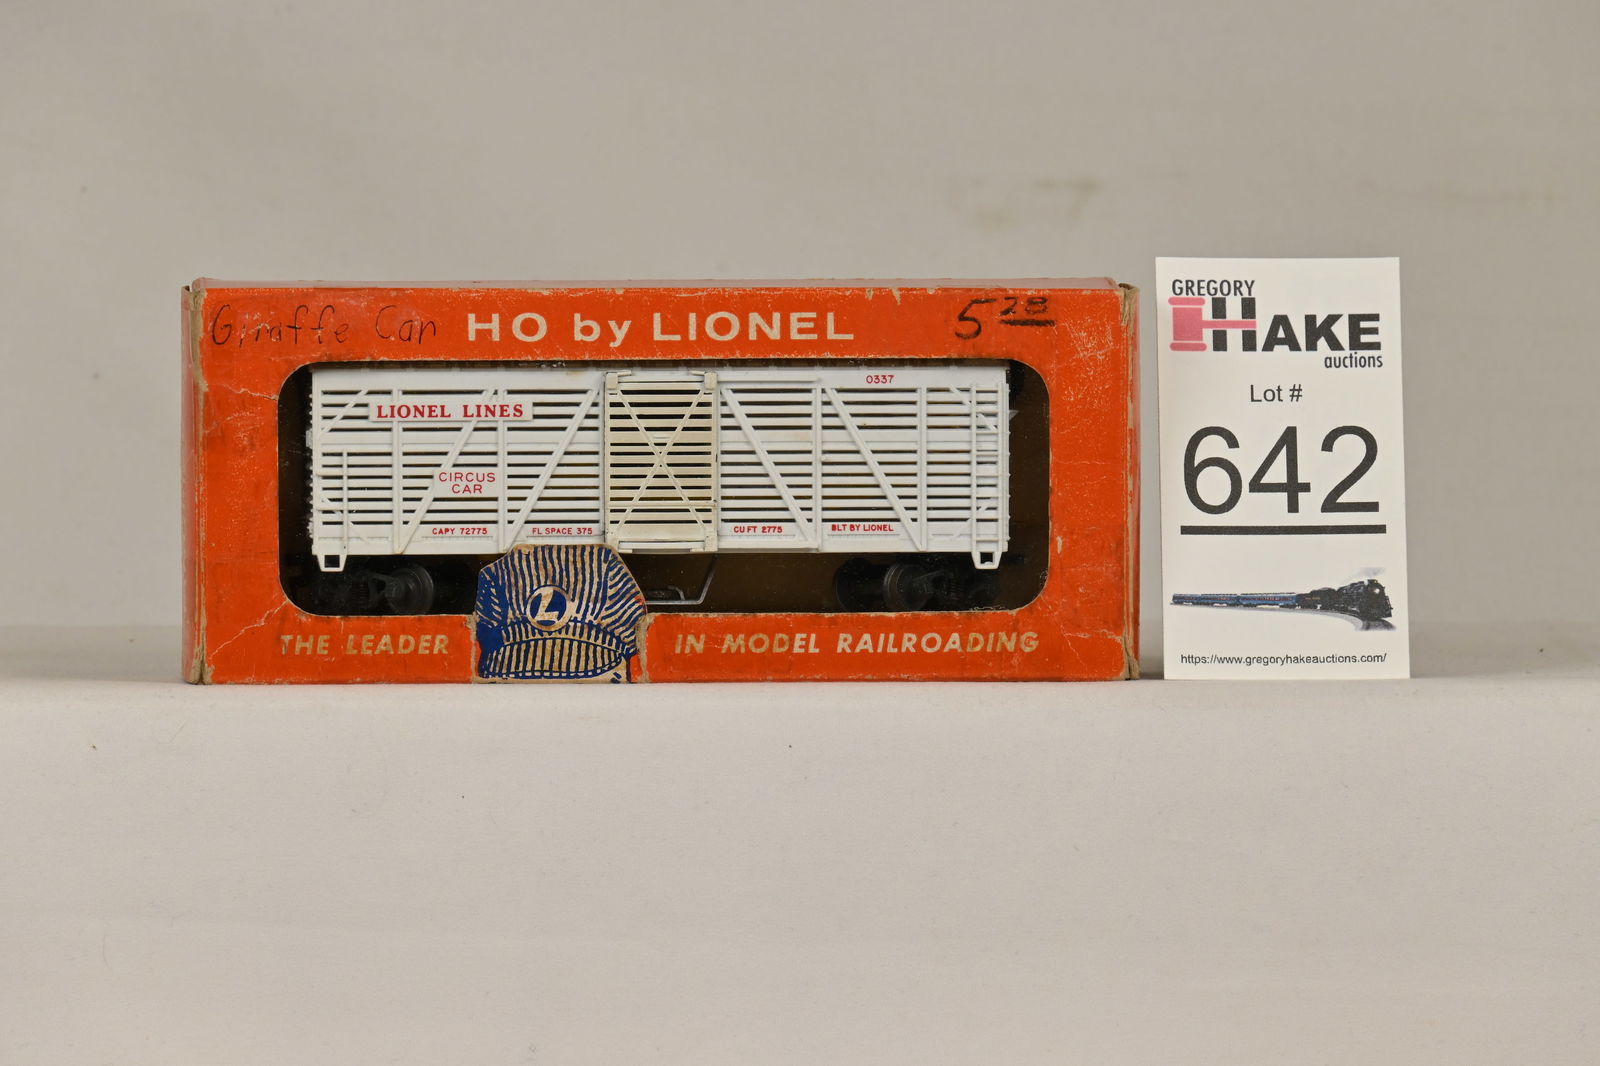 Giraffe Car
HO by LIONEL
5 28
0337
LIONEL LINES
CIRCUS
CAR
CAPY 72775
FL SPACE 375
CU FT 2775
BLT BY LIONEL
L
THE LEADER
IN MODEL RAILROADING
GREGORY
HAKE
auctions
Lot #
642
https://www.gregoryhakeauctions.com/